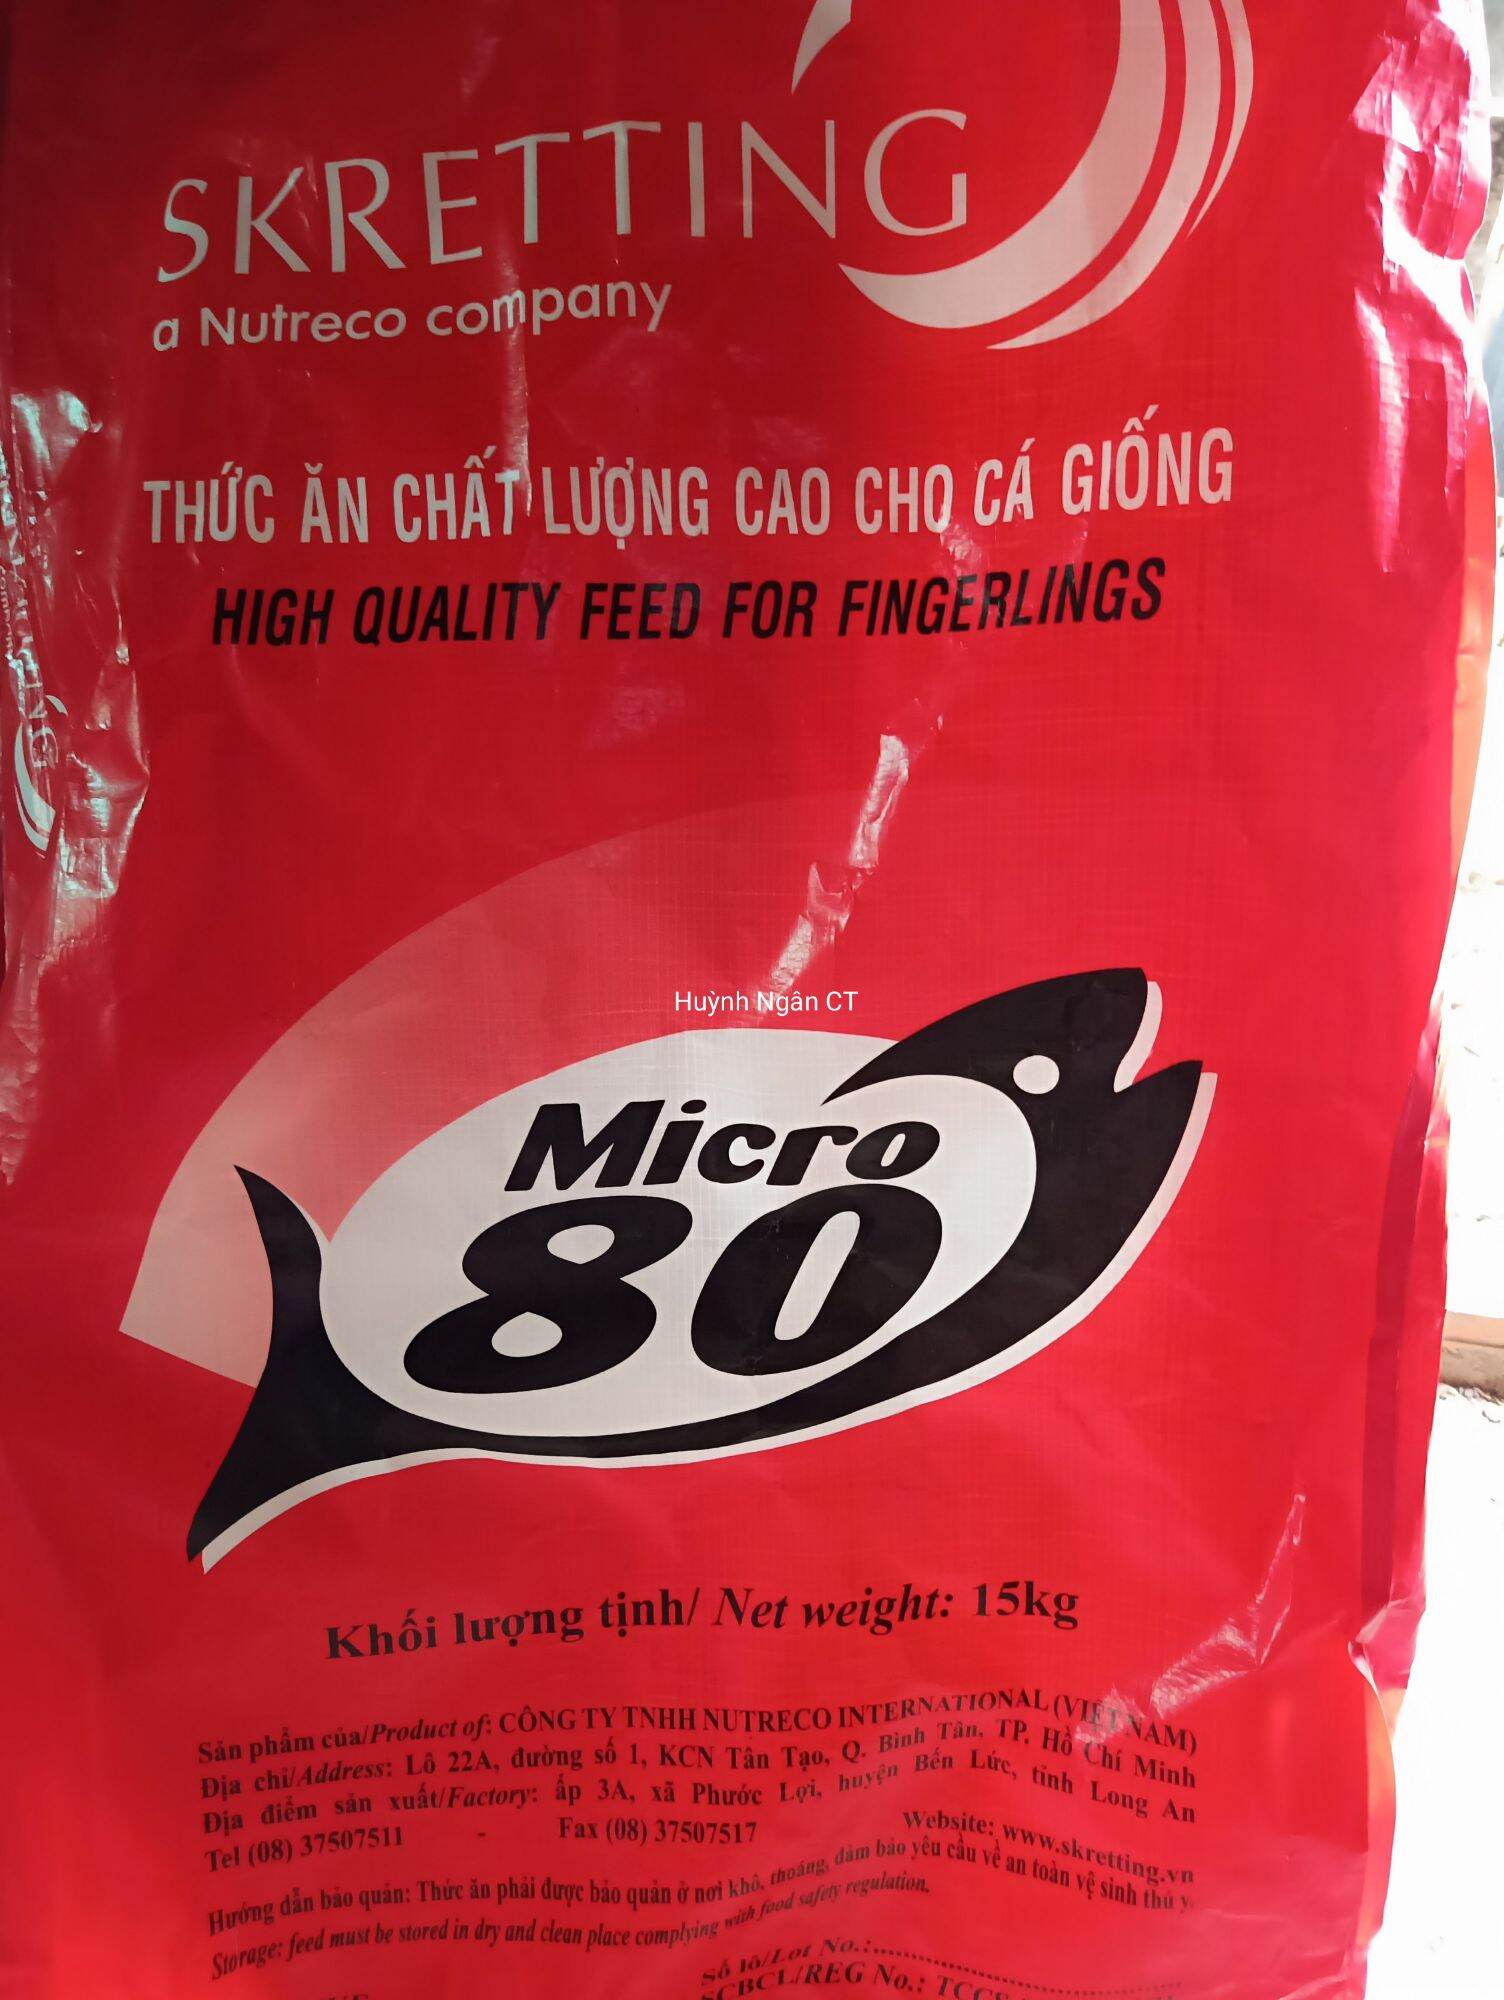 SKRETTING
a Nutreco company
THỨC ĂN CHẤT LƯỢNG CAO CHO CÁ GIỐNG
HIGH QUALITY FEED FOR FINGERLINGS
Huỳnh Ngân CT
Micro
80
Khối lượng tịnh/ Net weight: 15kg
Sản phẩm của/Product of: CÔNG TY TNHH NUTRECO INTERNATIONAL (VIỆT NAM)
Địa chỉ/Address: Lô 22A, đường số 1, KCN Tân Tạo, Q. Bình Tân, TP. Hồ Chí Minh
Địa điểm sản xuất/Factory: ấp 3A, xã Phước Lợi, huyện Bến Lức, tỉnh Long An
Tel (08) 37507511 - Fax (08) 37507517 Website: www.skretting.vn
Hướng dẫn bảo quản: Thức ăn phải được bảo quản ở nơi khô, thoáng, đảm bảo yêu cầu về an toàn vệ sinh thú y.
Storage: feed must be stored in dry and clean place complying with food safety regulation.
Số lô/Lot No.:
SCBCL/REG No.: